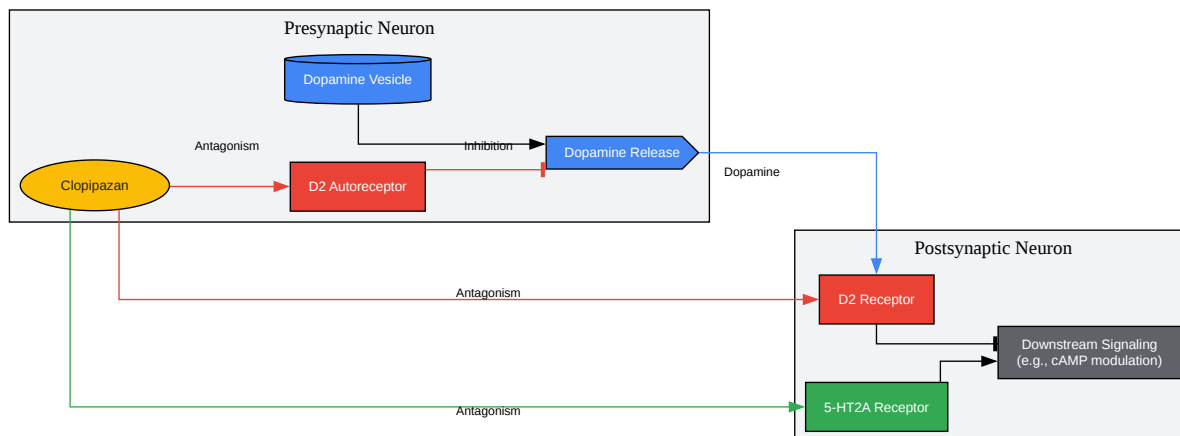 Presynaptic Neuron
Dopamine Vesicle
Antagonism
Inhibition
Dopamine Release
Clopipazan
D2 Autoreceptor
Dopamine
Postsynaptic Neuron
Antagonism
D2 Receptor
Downstream Signaling
(e.g., cAMP modulation)
Antagonism
5-HT2A Receptor